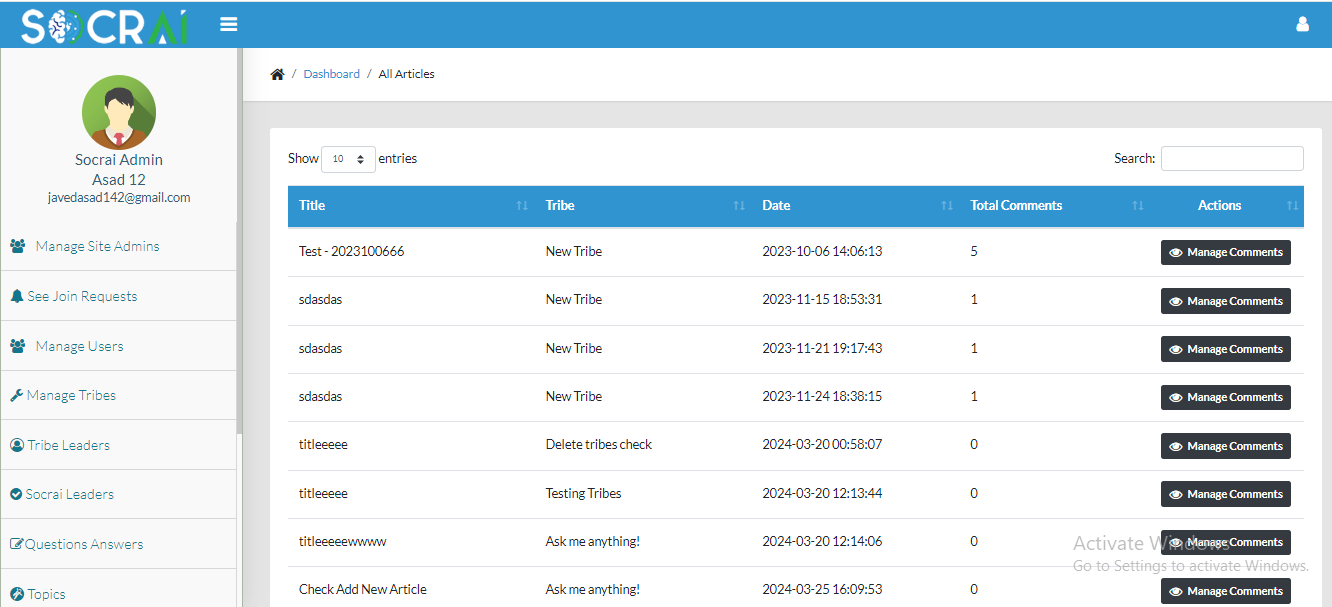 SOCRAI
/ Dashboard / All Articles
Socrai Admin
Asad 12
javedasad142@gmail.com
Manage Site Admins
See Join Requests
Manage Users
Manage Tribes
Tribe Leaders
Socrai Leaders
Questions Answers
Topics
Show 10 entries
Search:
Title Tribe Date Total Comments Actions
Test - 2023100666 New Tribe 2023-10-06 14:06:13 5 Manage Comments
sdasdas New Tribe 2023-11-15 18:53:31 1 Manage Comments
sdasdas New Tribe 2023-11-21 19:17:43 1 Manage Comments
sdasdas New Tribe 2023-11-24 18:38:15 1 Manage Comments
titleeeee Delete tribes check 2024-03-20 00:58:07 0 Manage Comments
titleeeee Testing Tribes 2024-03-20 12:13:44 0 Manage Comments
titleeeeewwww Ask me anything! 2024-03-20 12:14:06 0 Manage Comments
Check Add New Article Ask me anything! 2024-03-25 16:09:53 0 Manage Comments
Activate Windows
Go to Settings to activate Windows.